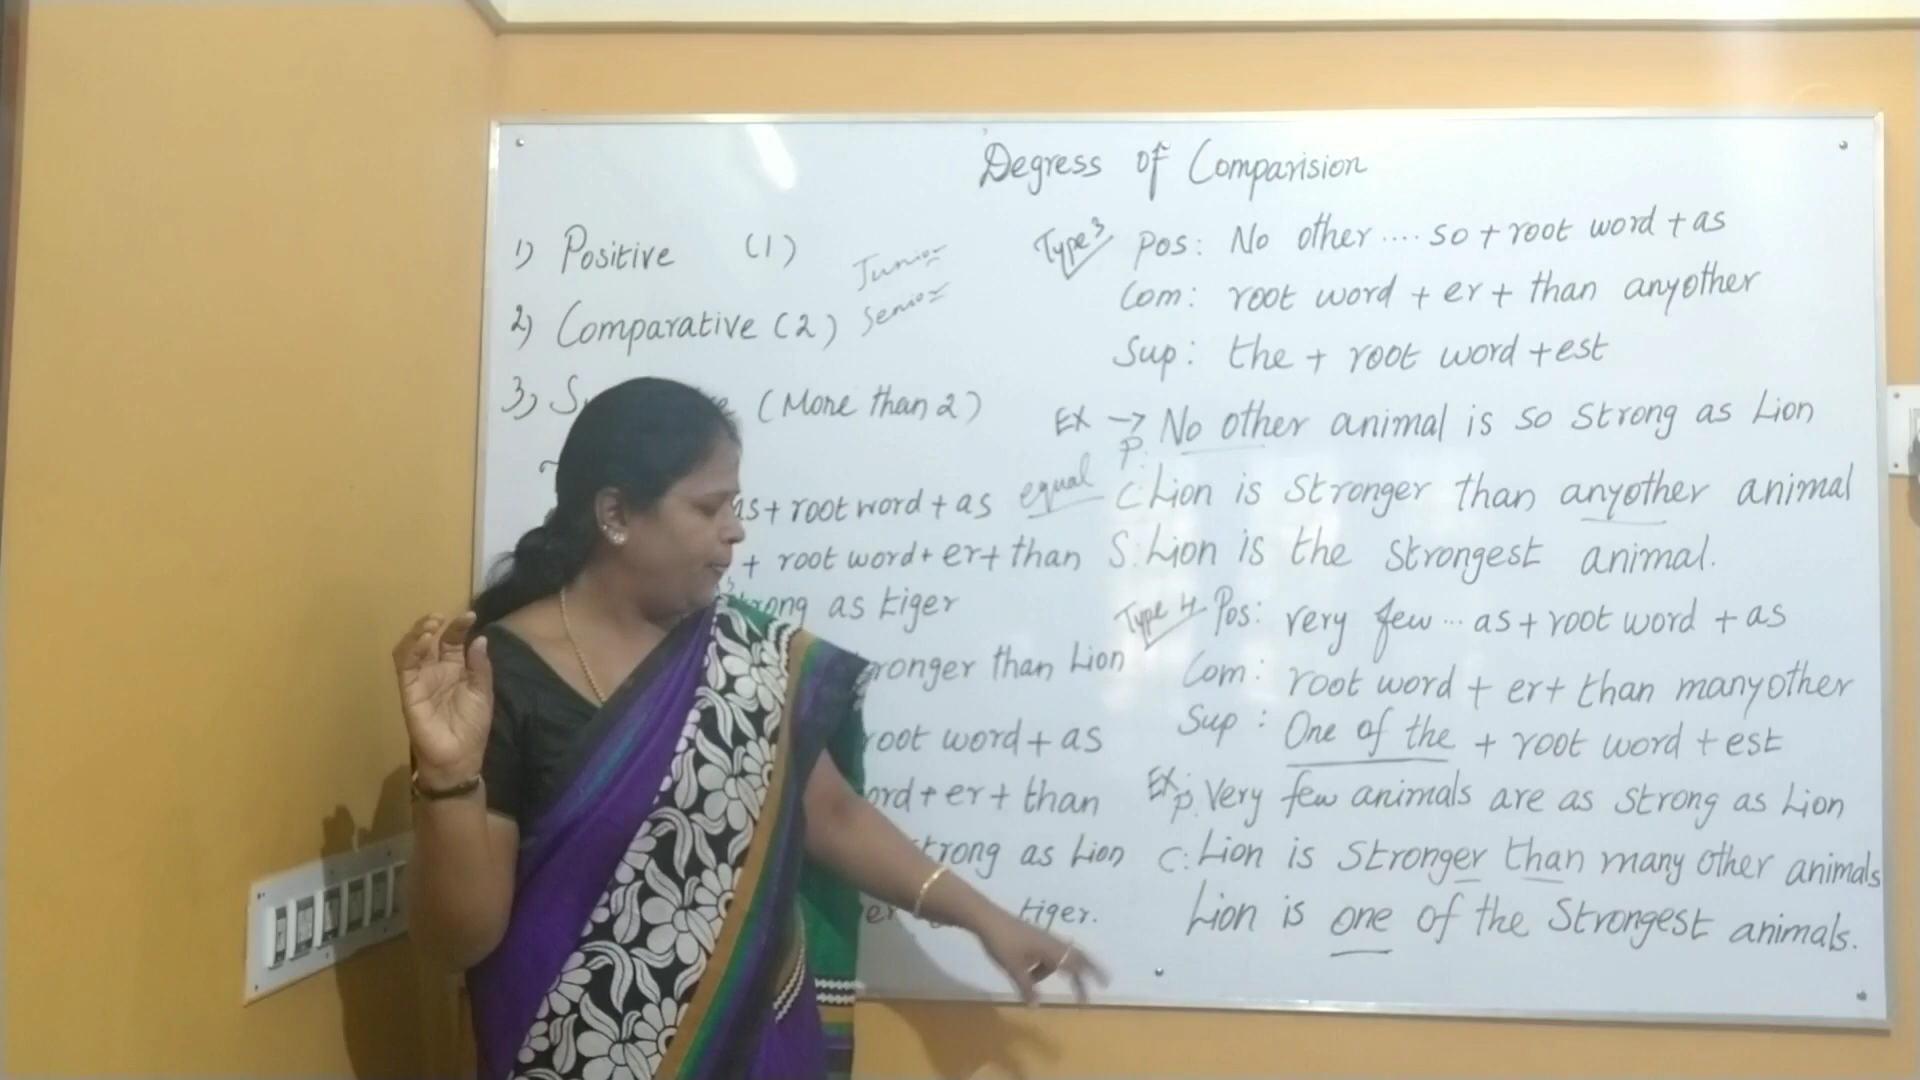 Degress of Comparision
1) Positive (1)
Junior
2) Comparative (2)
Senior
3) (More than 2)
as + root word + as equal
+ root word + er + than
strong as tiger
stronger than Lion
root word + as
word + er + than
strong as Lion
tiger.
Type 3 Pos: No other .... so + root word + as
Com: root word + er + than anyother
Sup: the + root word + est
Ex → P. No other animal is so strong as Lion
C: Lion is stronger than anyother animal
S: Lion is the strongest animal.
Type 4 Pos: very few ... as + root word + as
Com: root word + er + than manyother
Sup: One of the + root word + est
Ex P. Very few animals are as strong as Lion
C: Lion is stronger than many other animals
Lion is one of the strongest animals.